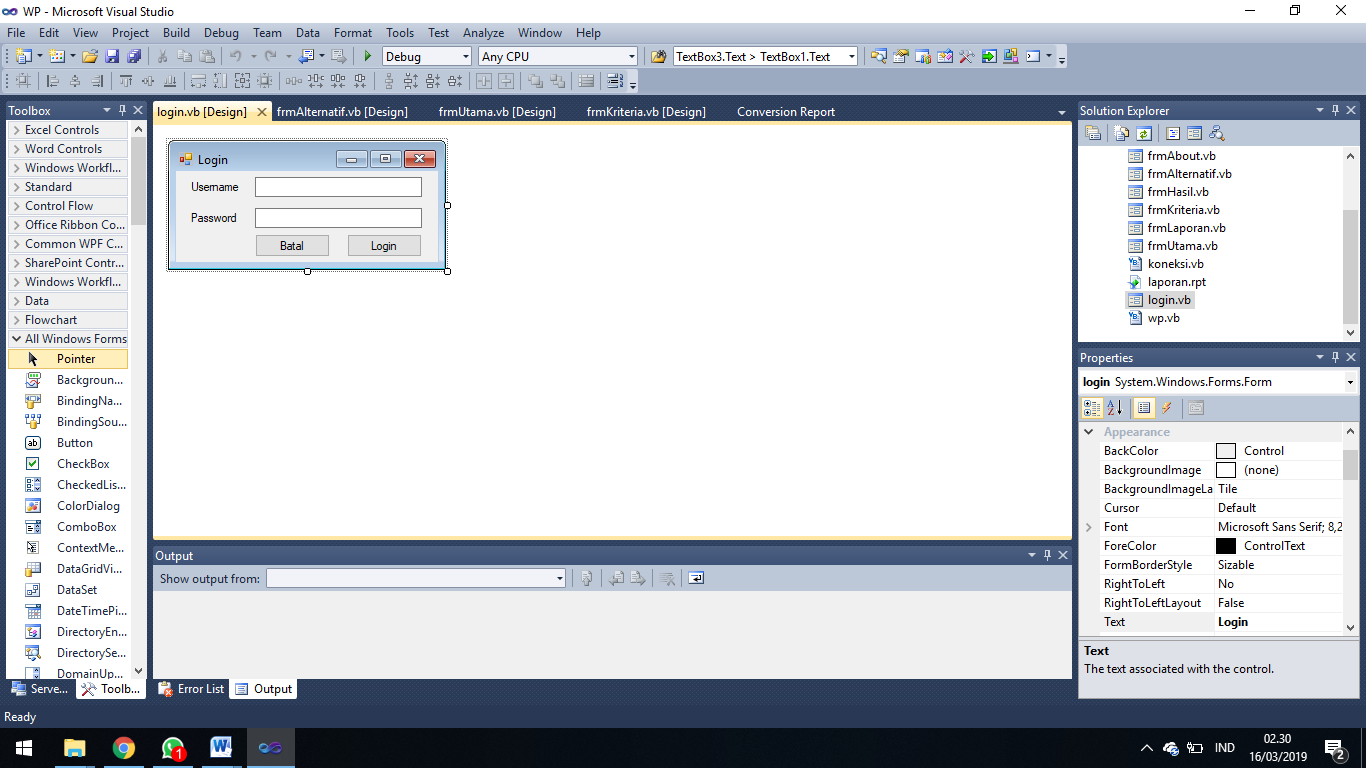 WP - Microsoft Visual Studio
File Edit View Project Build Debug Team Data Format Tools Test Analyze Window Help
Debug Any CPU TextBox3.Text > TextBox1.Text
Toolbox
Excel Controls
Word Controls
Windows Workfl...
Standard
Control Flow
Office Ribbon Co...
Common WPF C...
SharePoint Contr...
Windows Workfl...
Data
Flowchart
All Windows Forms
Pointer
Backgroun...
BindingNa...
BindingSou...
Button
CheckBox
CheckedLis...
ColorDialog
ComboBox
ContextMe...
DataGridVi...
DataSet
DateTimePi...
DirectoryEn...
DirectorySe...
DomainUp...
Serve... Toolb...
login.vb [Design] frmAlternatif.vb [Design] frmUtama.vb [Design] frmKriteria.vb [Design] Conversion Report
Login
Username
Password
Batal Login
Output
Show output from:
Error List Output
Solution Explorer
frmAbout.vb
frmAlternatif.vb
frmHasil.vb
frmKriteria.vb
frmLaporan.vb
frmUtama.vb
koneksi.vb
laporan.rpt
login.vb
wp.vb
Properties
login System.Windows.Forms.Form
Appearance
BackColor Control
BackgroundImage (none)
BackgroundImageLa Tile
Cursor Default
Font Microsoft Sans Serif; 8,2
ForeColor ControlText
FormBorderStyle Sizable
RightToLeft No
RightToLeftLayout False
Text Login
Text
The text associated with the control.
Ready
1
IND
02.30
16/03/2019
2